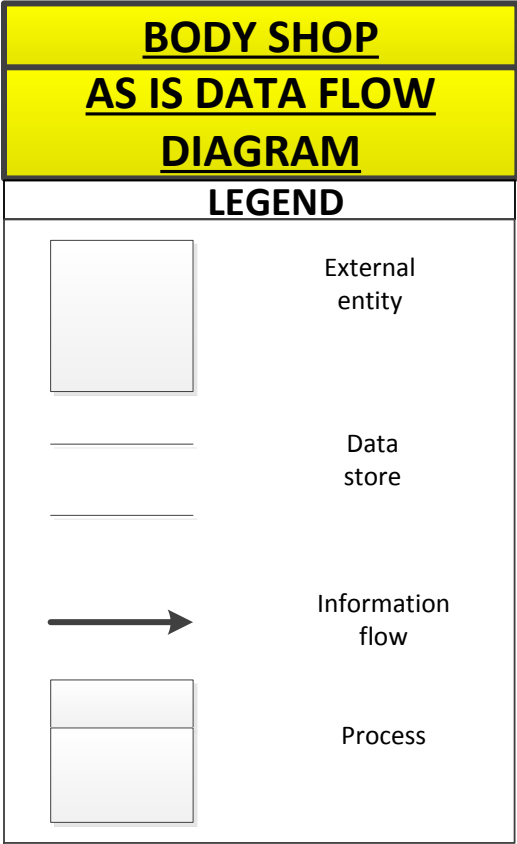 BODY SHOP
AS IS DATA FLOW
DIAGRAM
LEGEND
External
entity
Data
store
Information
flow
Process